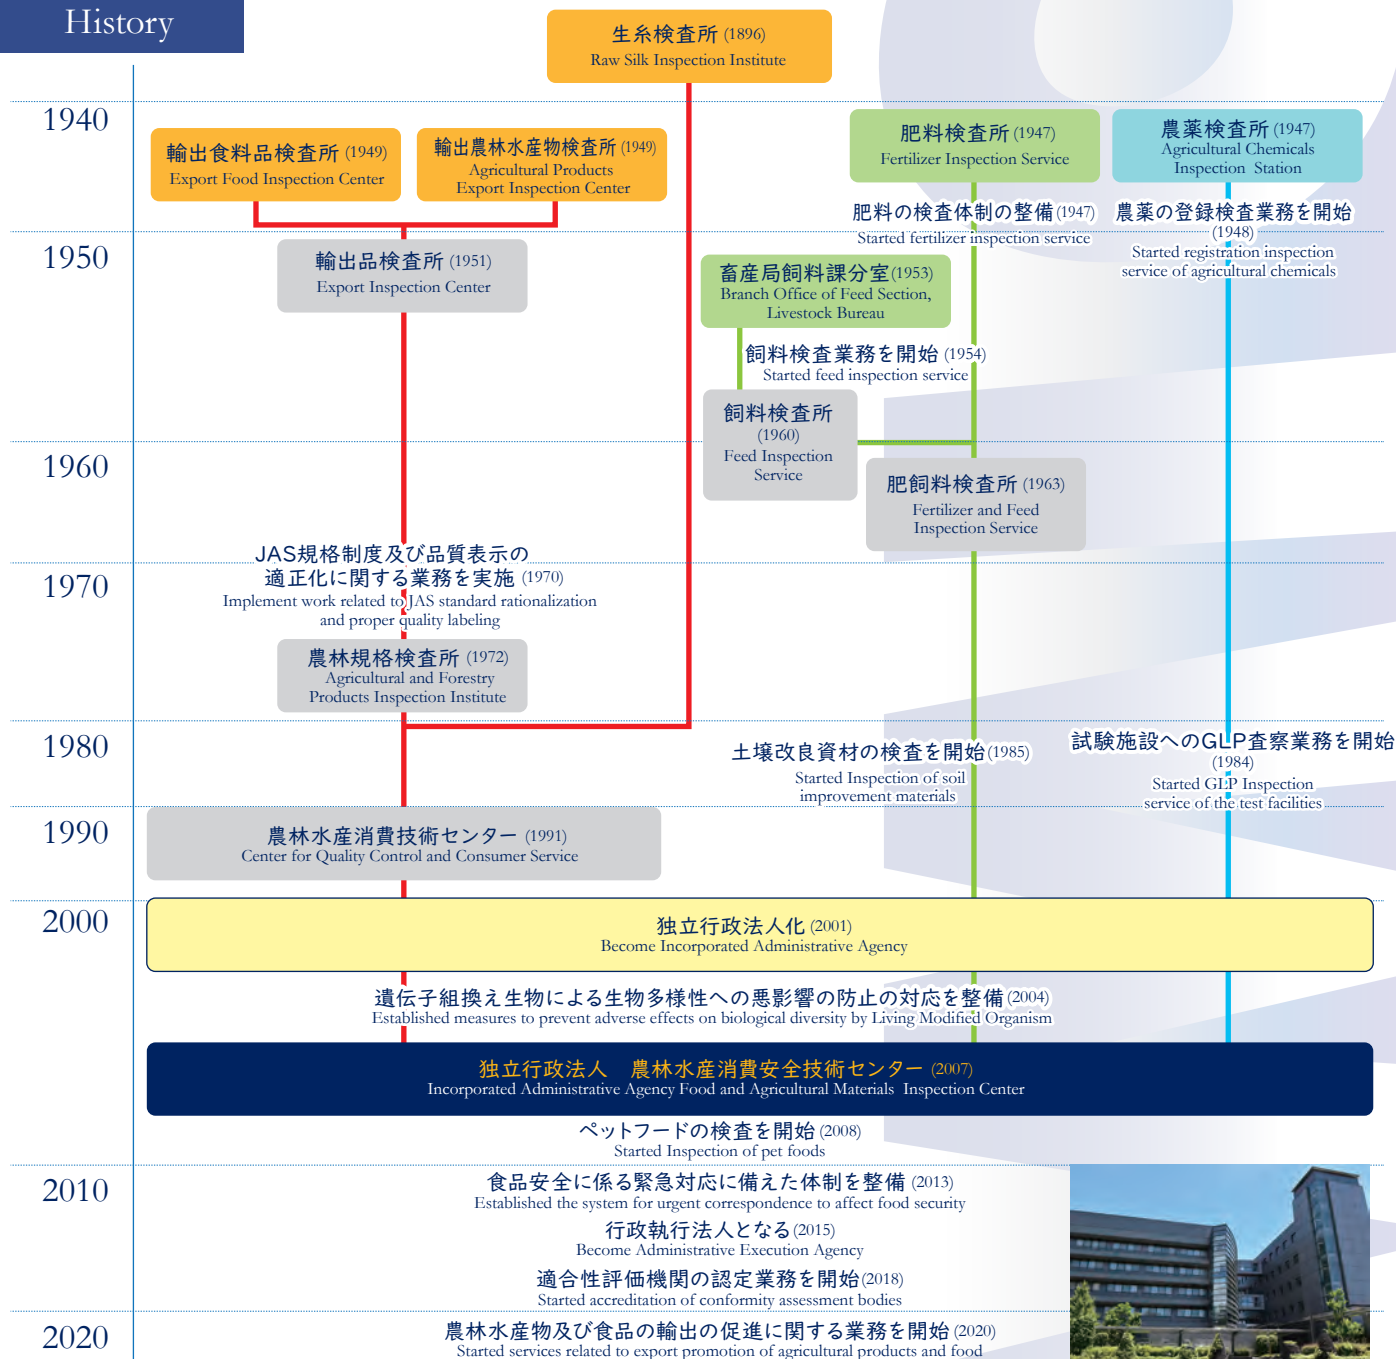 History
生糸検査所 (1896)
Raw Silk Inspection Institute
1940
輸出食料品検査所 (1949)
Export Food Inspection Center
輸出農林水産物検査所 (1949)
Agricultural Products
Export Inspection Center
肥料検査所 (1947)
Fertilizer Inspection Service
農薬検査所 (1947)
Agricultural Chemicals
Inspection Station
肥料の検査体制の整備 (1947)
Started fertilizer inspection service
農薬の登録検査業務を開始
(1948)
Started registration inspection
service of agricultural chemicals
1950
輸出品検査所 (1951)
Export Inspection Center
畜産局飼料課分室 (1953)
Branch Office of Feed Section,
Livestock Bureau
飼料検査業務を開始 (1954)
Started feed inspection service
飼料検査所
(1960)
Feed Inspection
Service
1960
肥飼料検査所 (1963)
Fertilizer and Feed
Inspection Service
JAS規格制度及び品質表示の
適正化に関する業務を実施 (1970)
Implement work related to JAS standard rationalization
and proper quality labeling
1970
農林規格検査所 (1972)
Agricultural and Forestry
Products Inspection Institute
1980
土壌改良資材の検査を開始 (1985)
Started Inspection of soil
improvement materials
試験施設へのGLP査察業務を開始
(1984)
Started GLP Inspection
service of the test facilities
1990
農林水産消費技術センター (1991)
Center for Quality Control and Consumer Service
2000
独立行政法人化 (2001)
Become Incorporated Administrative Agency
遺伝子組換え生物による生物多様性への悪影響の防止の対応を整備 (2004)
Established measures to prevent adverse effects on biological diversity by Living Modified Organism
独立行政法人　農林水産消費安全技術センター (2007)
Incorporated Administrative Agency Food and Agricultural Materials Inspection Center
ペットフードの検査を開始 (2008)
Started Inspection of pet foods
2010
食品安全に係る緊急対応に備えた体制を整備 (2013)
Established the system for urgent correspondence to affect food security
行政執行法人となる (2015)
Become Administrative Execution Agency
適合性評価機関の認定業務を開始 (2018)
Started accreditation of conformity assessment bodies
2020
農林水産物及び食品の輸出の促進に関する業務を開始 (2020)
Started services related to export promotion of agricultural products and food